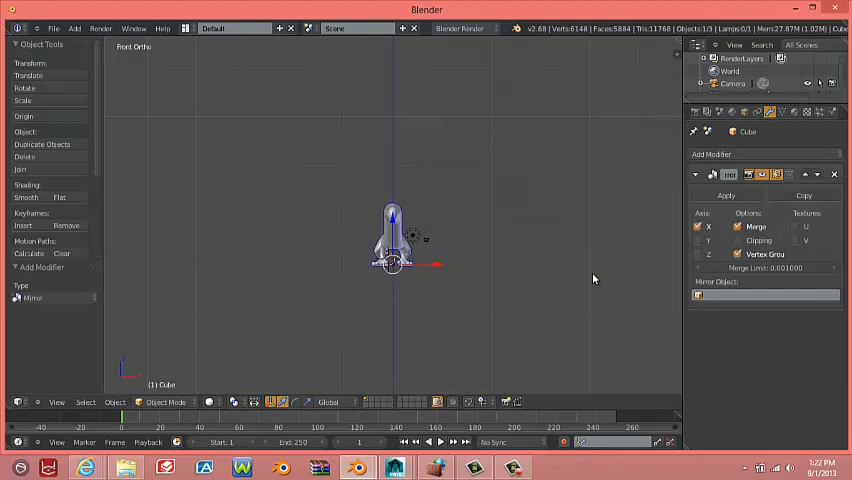 Blender
File Add Render Window Help Default Scene Blender Render v2.68 | Verts:6148 | Faces:5884 | Tris:11768 | Objects:1/3 | Lamps:0/1 | Mem:27.87M (1.02M) | Cube
Object Tools
Transform:
Translate
Rotate
Scale
Origin
Object:
Duplicate Objects
Delete
Join
Shading:
Smooth Flat
Keyframes:
Insert Remove
Motion Paths:
Calculate Clear
Add Modifier
Type
Mirror
Front Ortho
(1) Cube
View Search All Scenes
RenderLayers
World
Camera
Cube
Add Modifier
Apply Copy
Axis: Options: Textures:
X Merge U
Y Clipping V
Z Vertex Grou
Merge Limit: 0.001000
Mirror Object:
View Select Object Object Mode Global
-40 -20 0 20 40 60 80 100 120 140 160 180 200 220 240 260
View Marker Frame Playback Start: 1 End: 250 1 No Sync
1:22 PM
9/1/2013